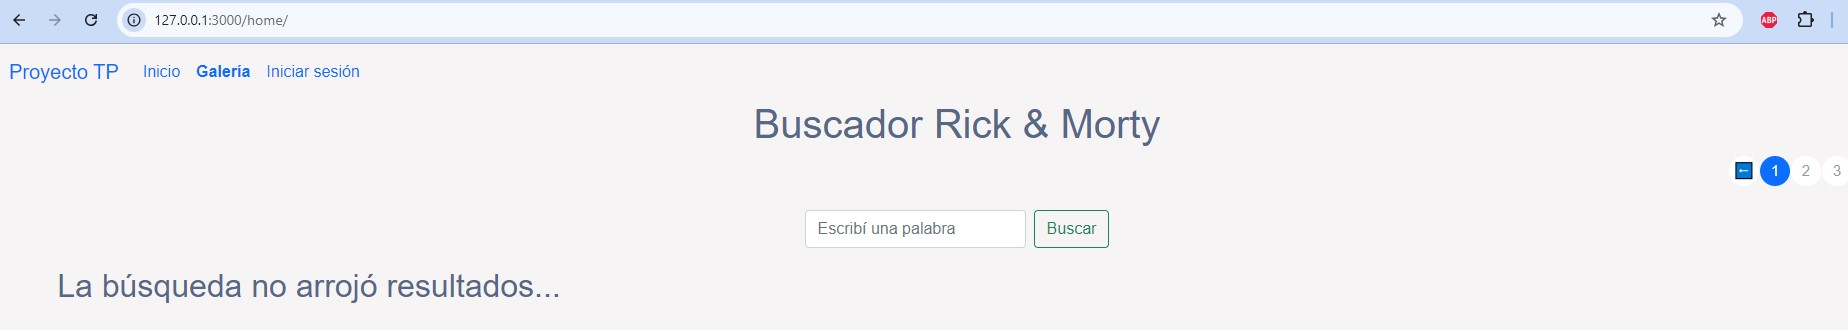 127.0.0.1:3000/home/
ABP
Proyecto TP Inicio Galería Iniciar sesión
Buscador Rick & Morty
← 1 2 3
Escribí una palabra Buscar
La búsqueda no arrojó resultados...